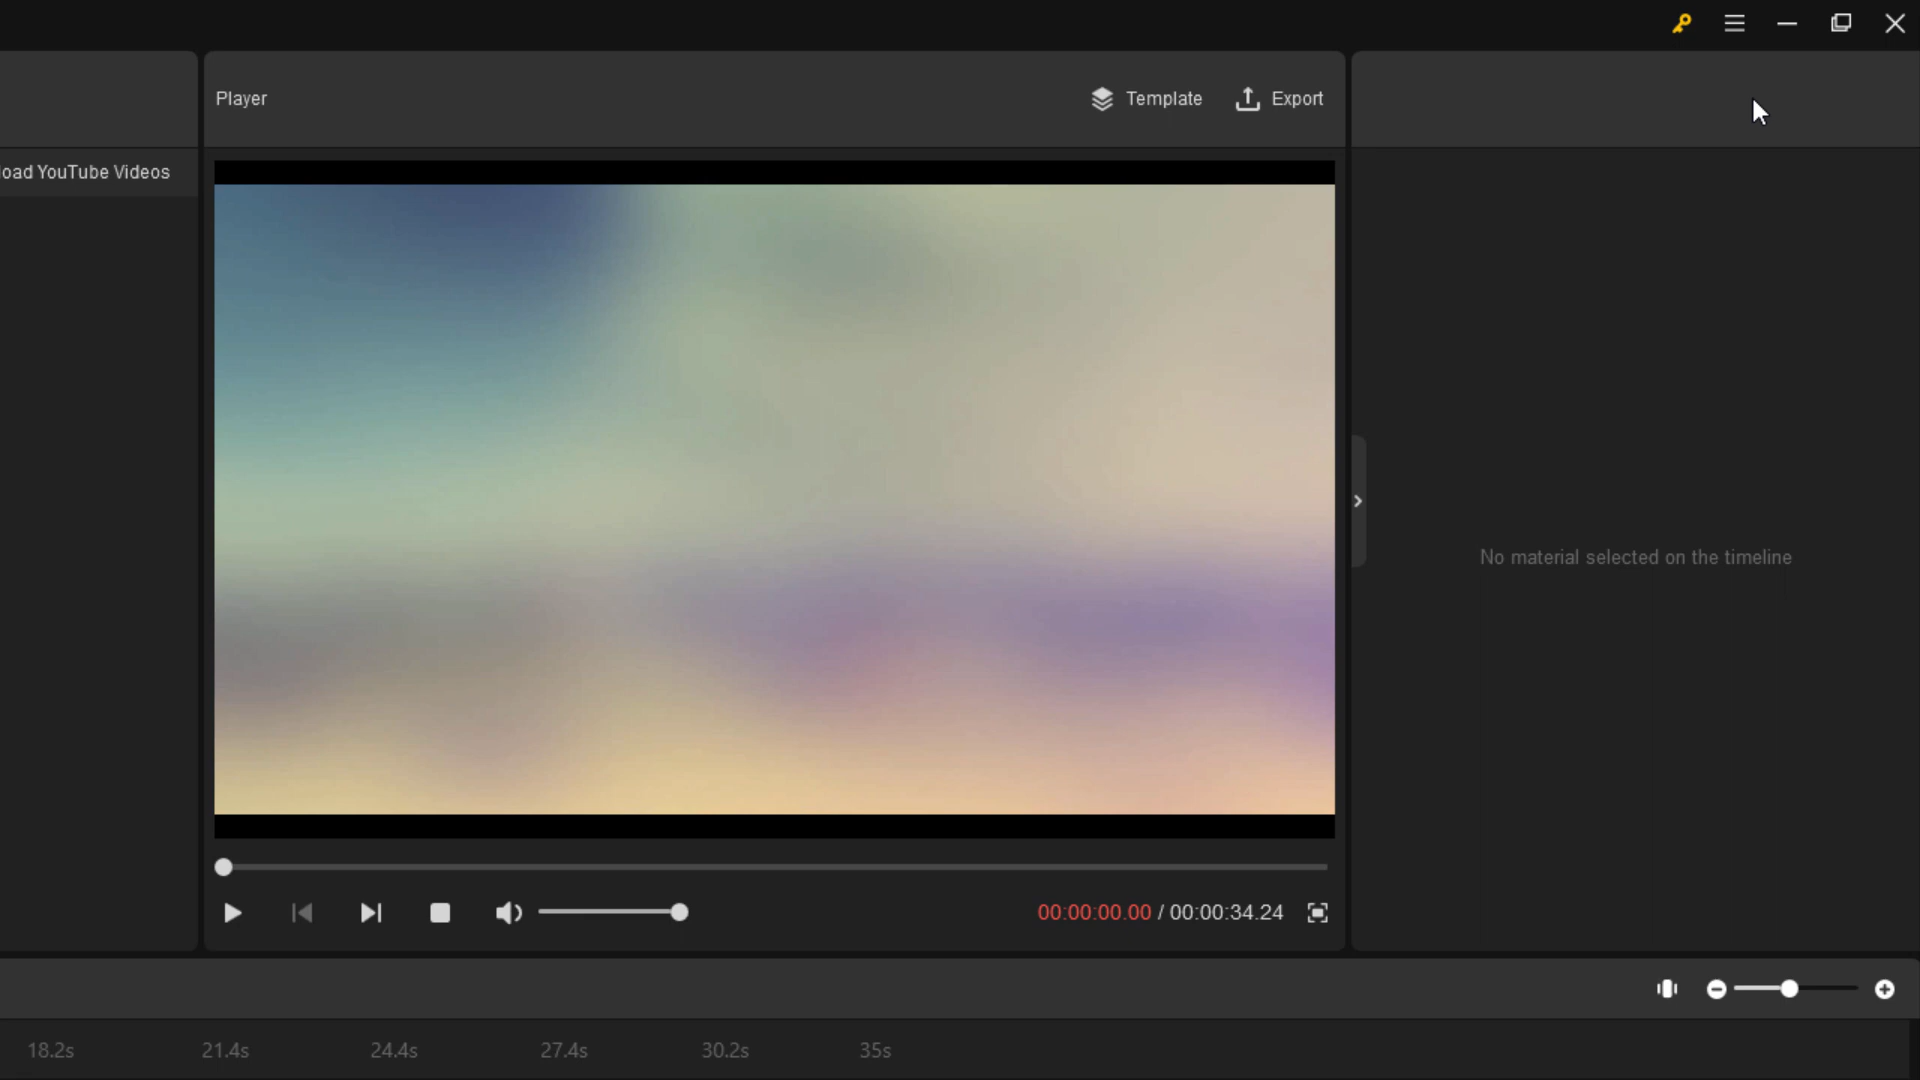 Player
Template
Export
load YouTube Videos
No material selected on the timeline
00:00:00.00 / 00:00:34.24
18.2s
21.4s
24.4s
27.4s
30.2s
35s